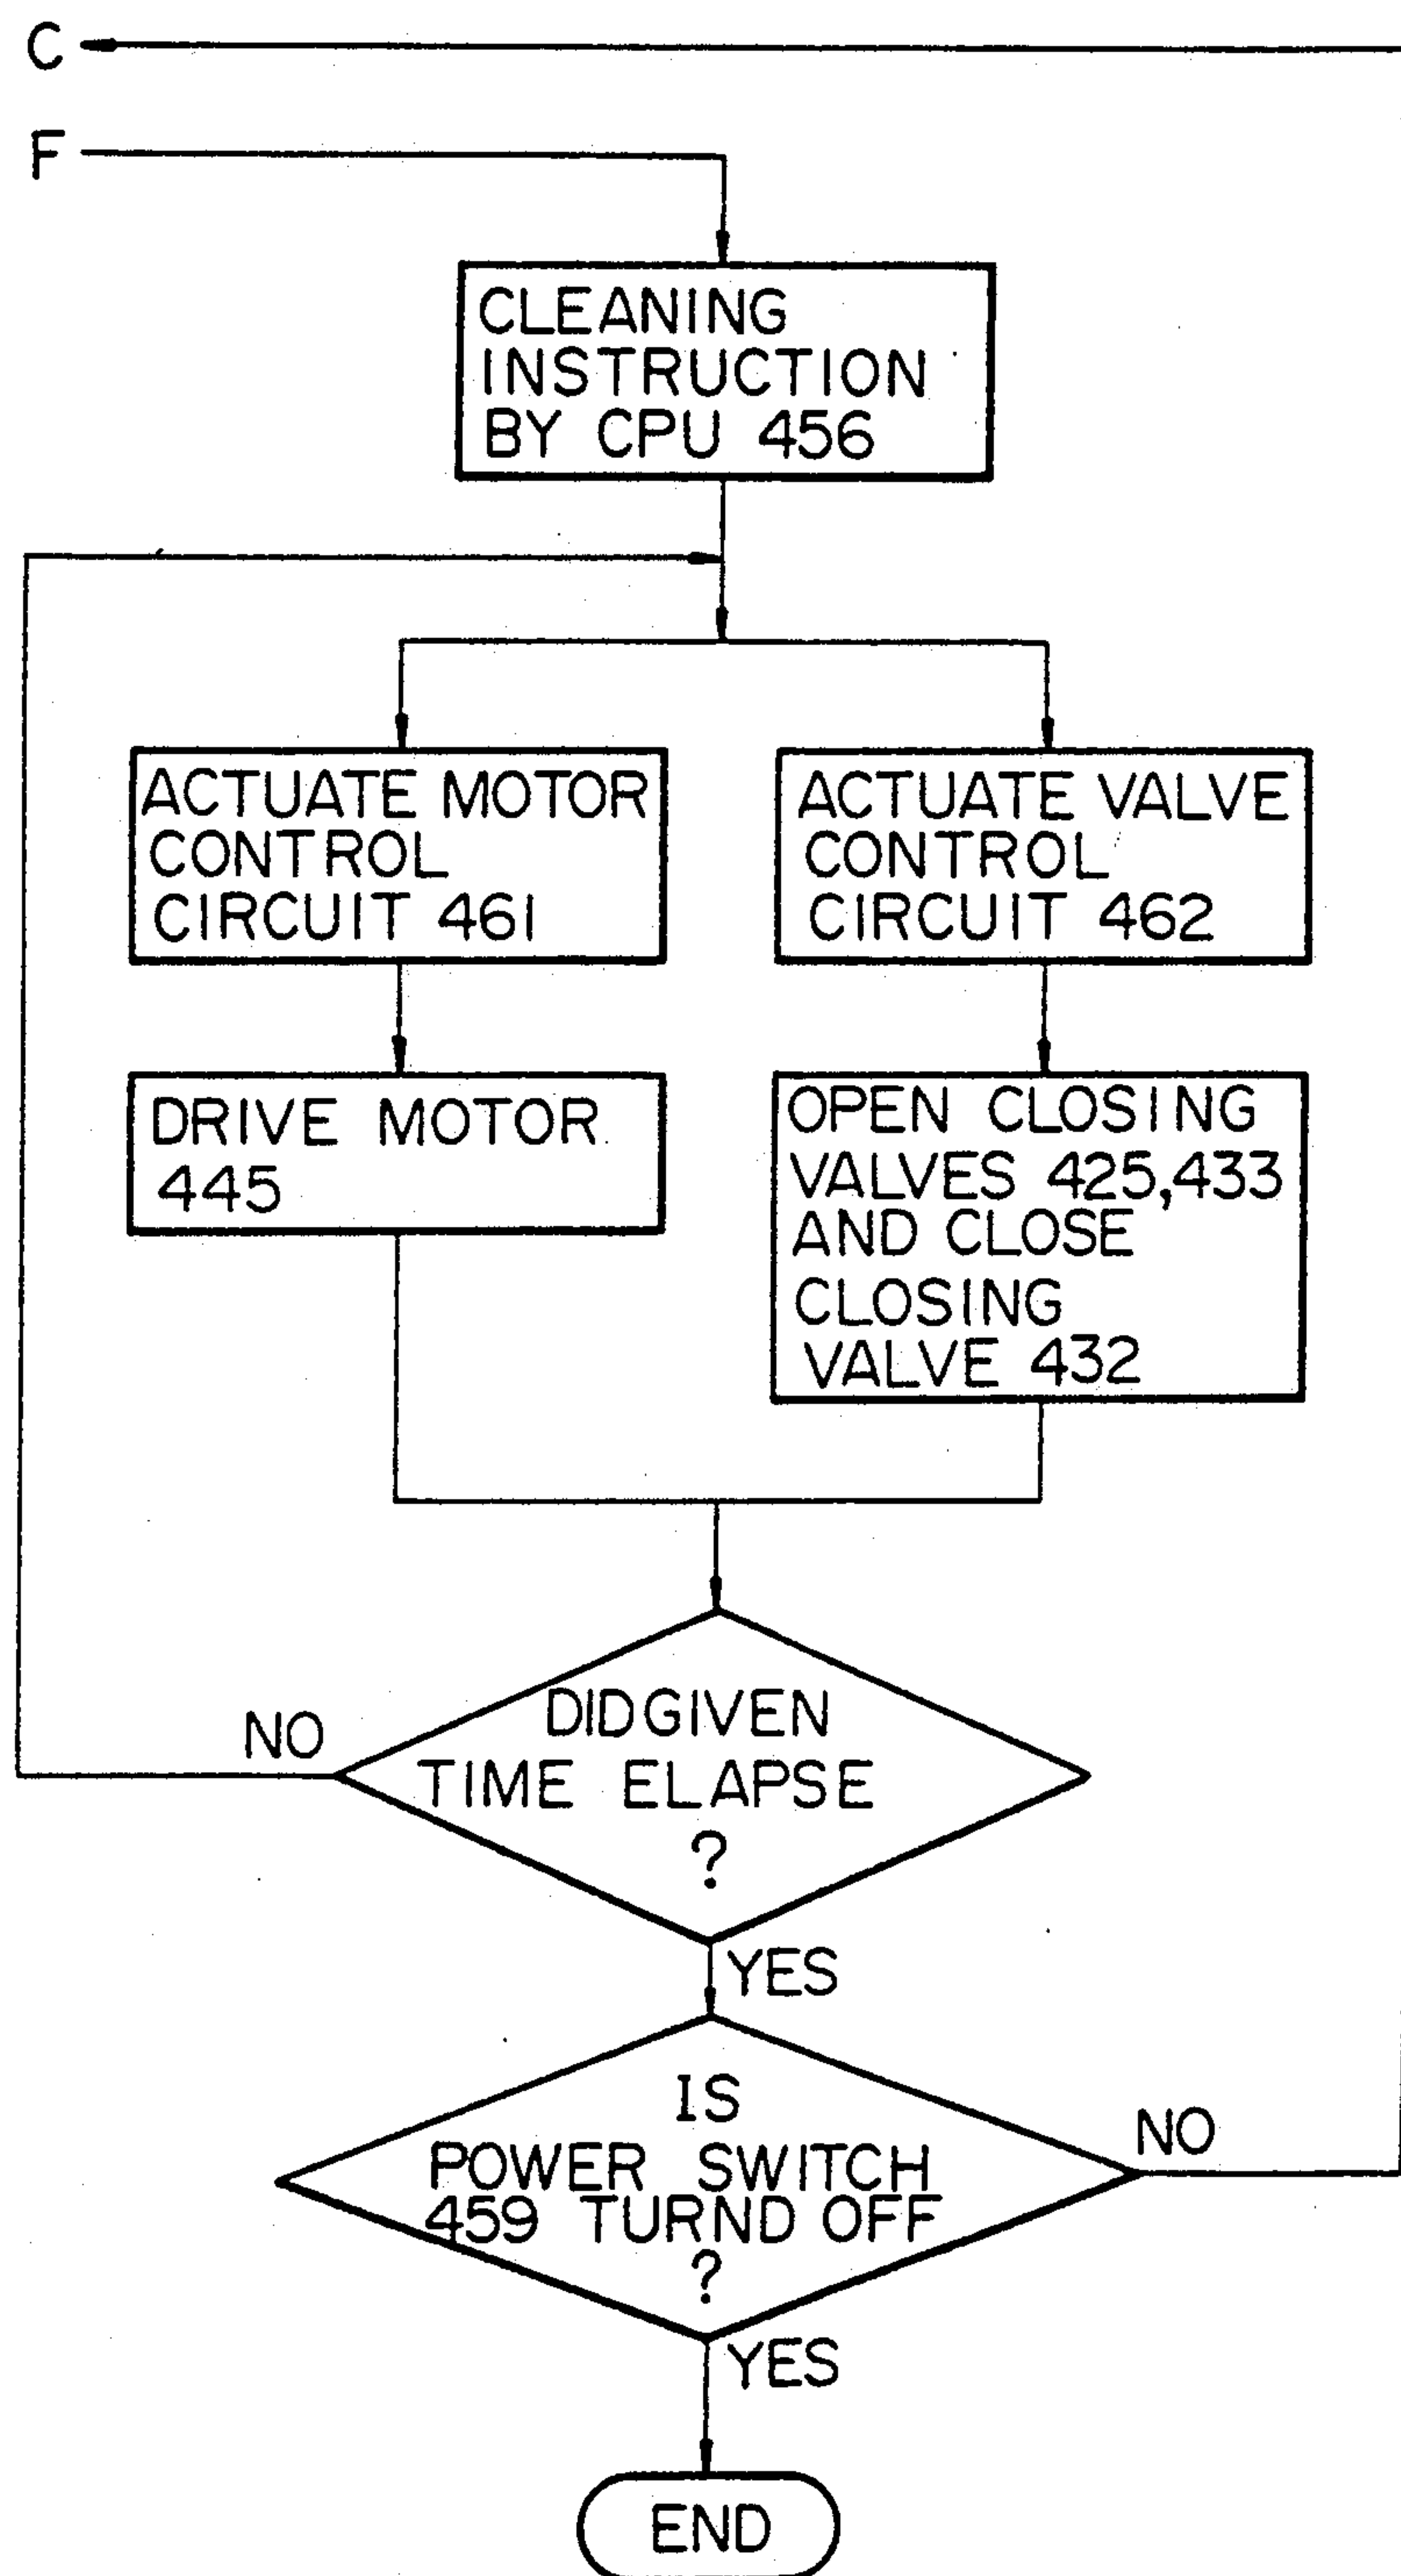 C
F
CLEANING
INSTRUCTION
BY CPU 456
ACTUATE MOTOR
CONTROL
CIRCUIT 461
ACTUATE VALVE
CONTROL
CIRCUIT 462
DRIVE MOTOR
445
OPEN CLOSING
VALVES 425,433
AND CLOSE
CLOSING
VALVE 432
NO
DIDGIVEN
TIME ELAPSE
?
YES
IS
POWER SWITCH
459 TURND OFF
?
NO
YES
END